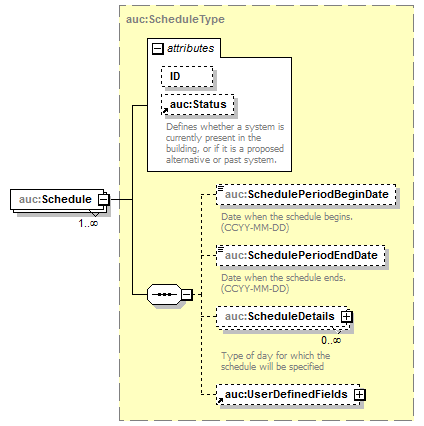 auc:ScheduleType
attributes
ID
auc:Status
Defines whether a system is
currently present in the
building, or if it is a proposed
alternative or past system.
auc:Schedule
1..∞
auc:SchedulePeriodBeginDate
Date when the schedule begins.
(CCYY-MM-DD)
auc:SchedulePeriodEndDate
Date when the schedule ends.
(CCYY-MM-DD)
auc:ScheduleDetails
0..∞
Type of day for which the
schedule will be specified
auc:UserDefinedFields